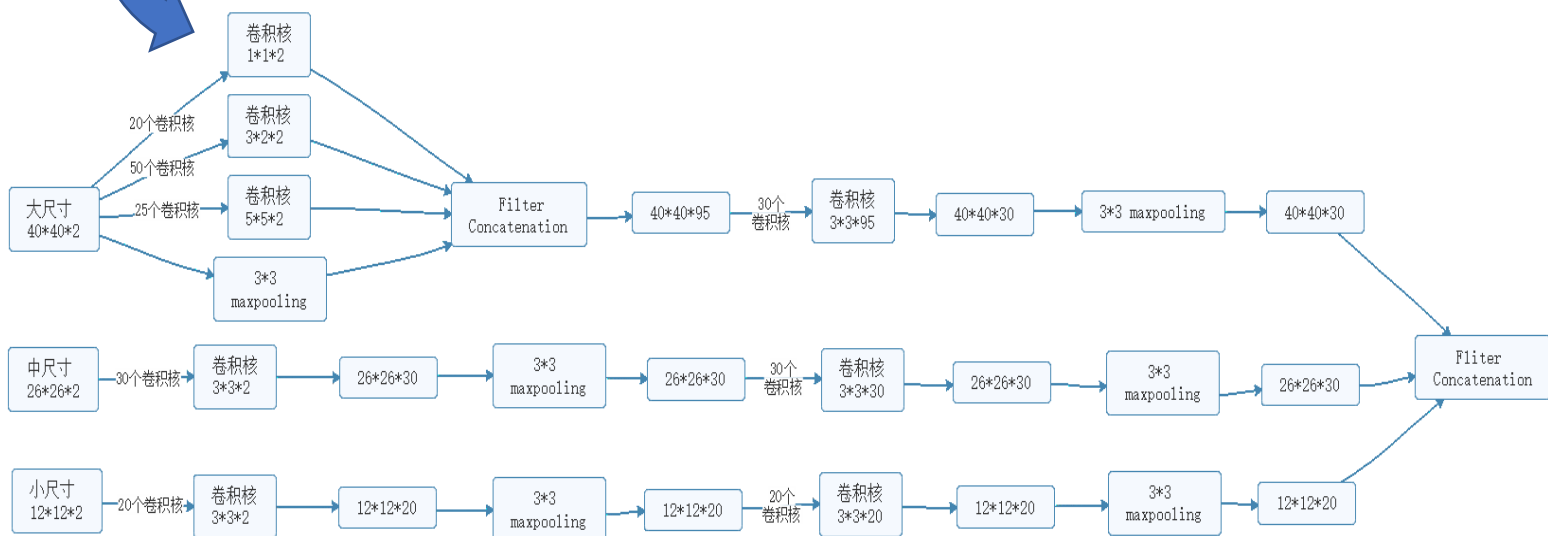 卷积核
1*1*2
20个卷积核
卷积核
3*2*2
50个卷积核
大尺寸
40*40*2
25个卷积核
卷积核
5*5*2
3*3
maxpooling
Filter
Concatenation
40*40*95
30个
卷积核
卷积核
3*3*95
40*40*30
3*3 maxpooling
40*40*30
中尺寸
26*26*2
30个卷积核
卷积核
3*3*2
26*26*30
3*3
maxpooling
26*26*30
30个
卷积核
卷积核
3*3*30
26*26*30
3*3
maxpooling
26*26*30
Fliter
Concatenation
小尺寸
12*12*2
20个卷积核
卷积核
3*3*2
12*12*20
3*3
maxpooling
12*12*20
20个
卷积核
卷积核
3*3*20
12*12*20
3*3
maxpooling
12*12*20